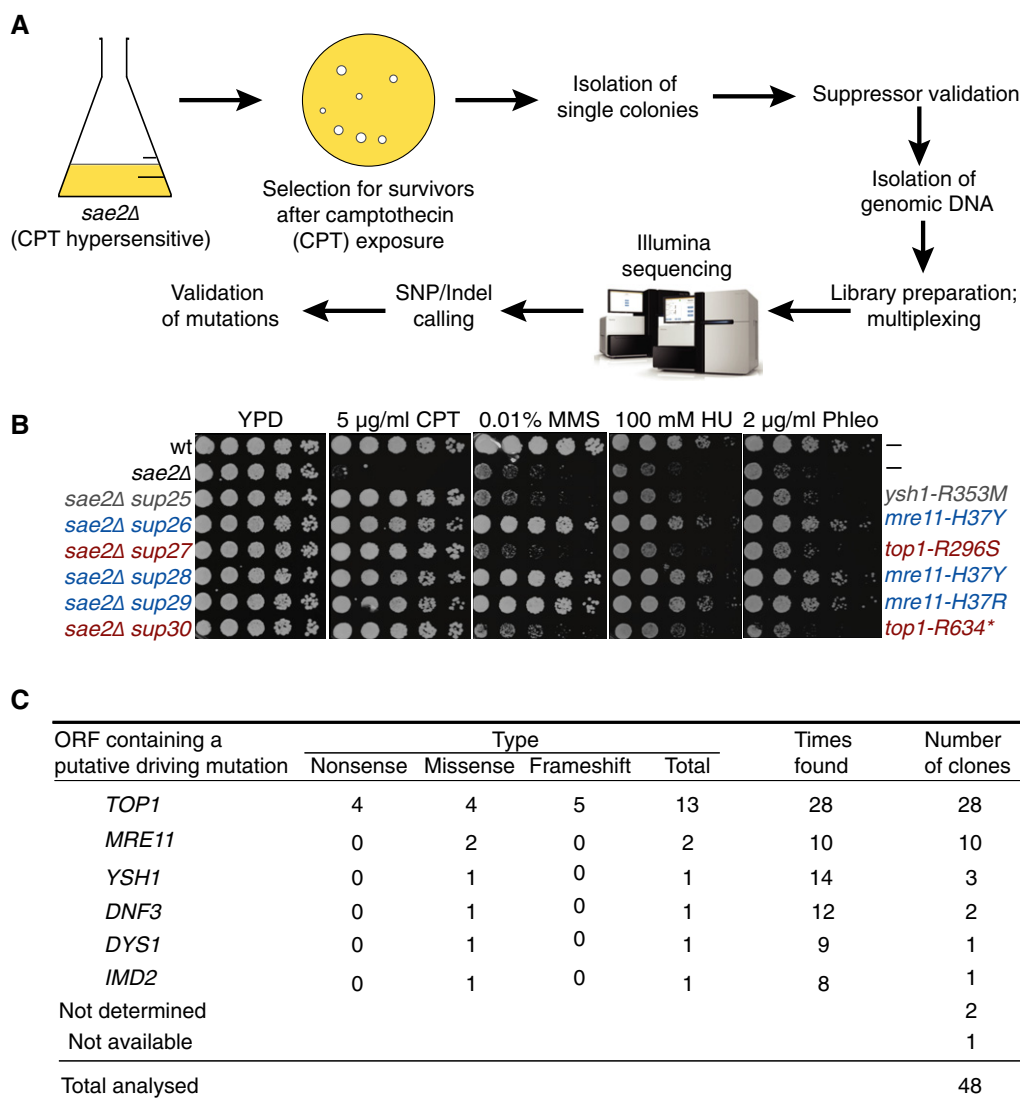 A
sae2Δ
(CPT hypersensitive)
Selection for survivors
after camptothecin
(CPT) exposure
Isolation of
single colonies
Suppressor validation
Isolation of
genomic DNA
Library preparation;
multiplexing
Illumina
sequencing
SNP/Indel
calling
Validation
of mutations
B
YPD 5 µg/ml CPT 0.01% MMS 100 mM HU 2 µg/ml Phleo
wt –
sae2Δ –
sae2Δ sup25 ysh1-R353M
sae2Δ sup26 mre11-H37Y
sae2Δ sup27 top1-R296S
sae2Δ sup28 mre11-H37Y
sae2Δ sup29 mre11-H37R
sae2Δ sup30 top1-R634*
C
ORF containing a Type Times Number
putative driving mutation Nonsense Missense Frameshift Total found of clones
TOP1 4 4 5 13 28 28
MRE11 0 2 0 2 10 10
YSH1 0 1 0 1 14 3
DNF3 0 1 0 1 12 2
DYS1 0 1 0 1 9 1
IMD2 0 1 0 1 8 1
Not determined 2
Not available 1
Total analysed 48